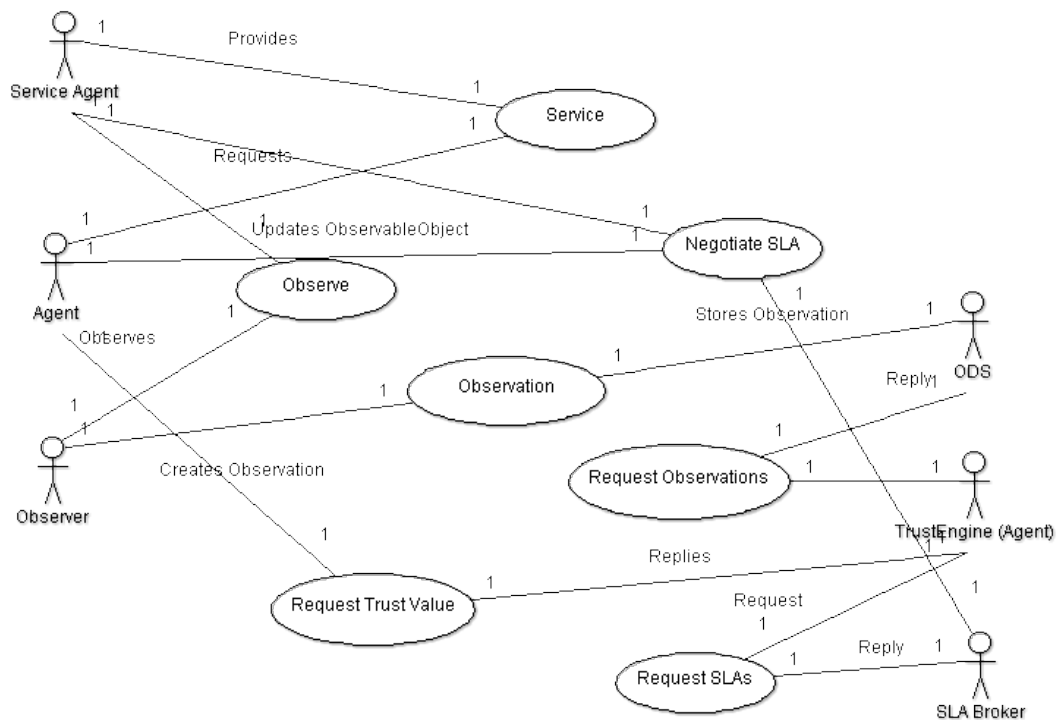 1
Provides
Service Agent
1
1
1
Service
1
Requests
1
1
1
Updates ObservableObject
1
1
Negotiate SLA
Agent
Observe
1
1
Stores Observation
1
Observes
1
1
ODS
Observation
Reply
1
1
1
1
1
Creates Observation
Request Observations
1
1
Observer
TrustEngine (Agent)
1
1
Replies
1
Request Trust Value
Request
1
1
Reply
1
1
Request SLAs
SLA Broker